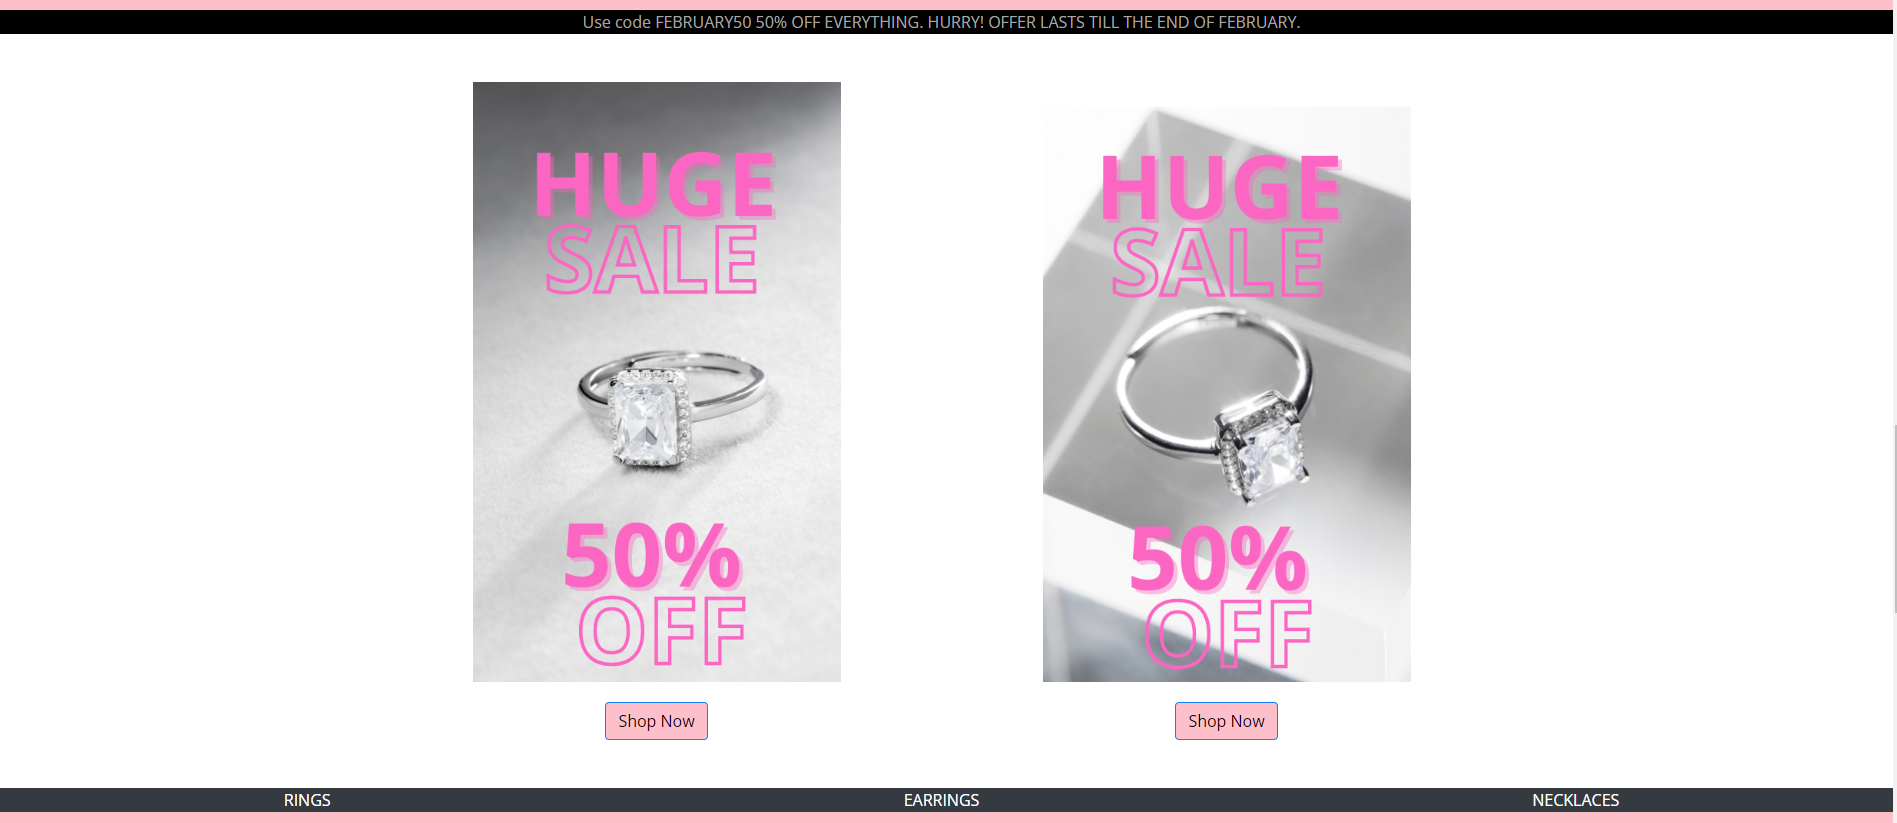 Use code FEBRUARY50 50% OFF EVERYTHING. HURRY! OFFER LASTS TILL THE END OF FEBRUARY.
HUGE
SALE
50%
OFF
Shop Now
HUGE
SALE
50%
OFF
Shop Now
RINGS
EARRINGS
NECKLACES